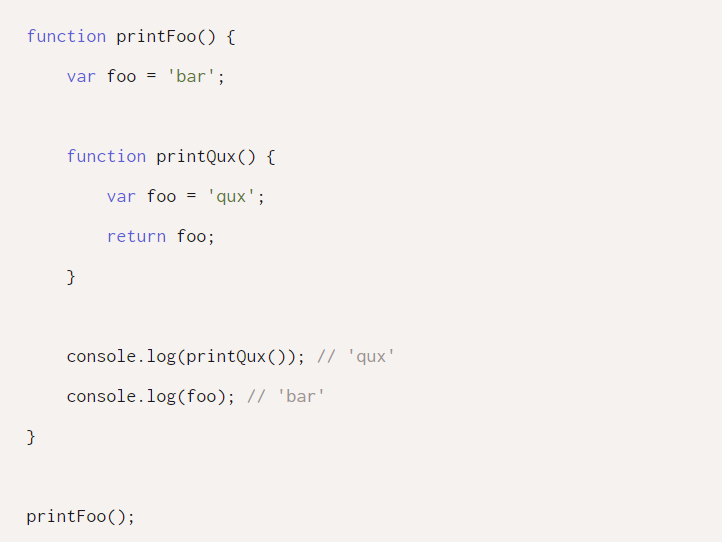 function printFoo() {
    var foo = 'bar';

    function printQux() {
        var foo = 'qux';
        return foo;
    }

    console.log(printQux()); // 'qux'
    console.log(foo); // 'bar'
}

printFoo();